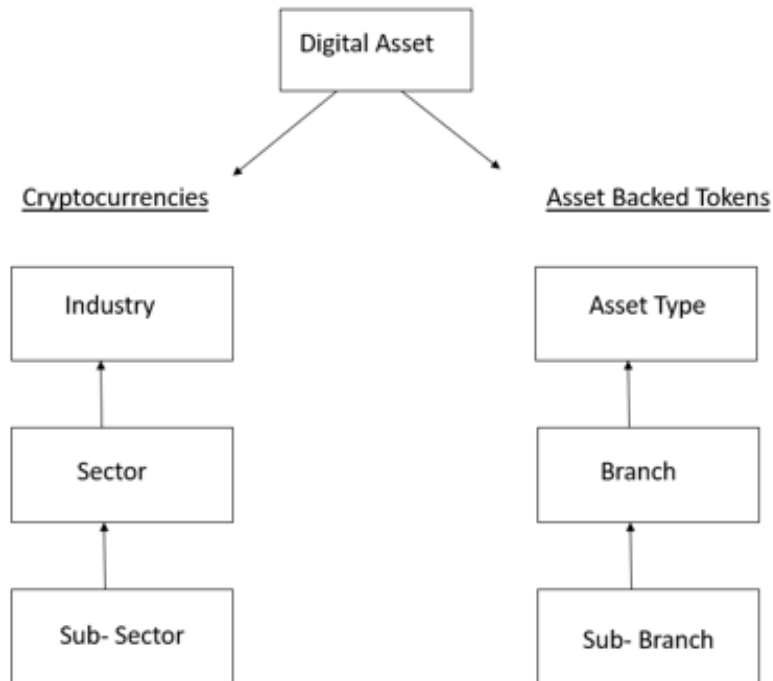 Digital Asset
Cryptocurrencies
Asset Backed Tokens
Industry
Asset Type
Sector
Branch
Sub- Sector
Sub- Branch